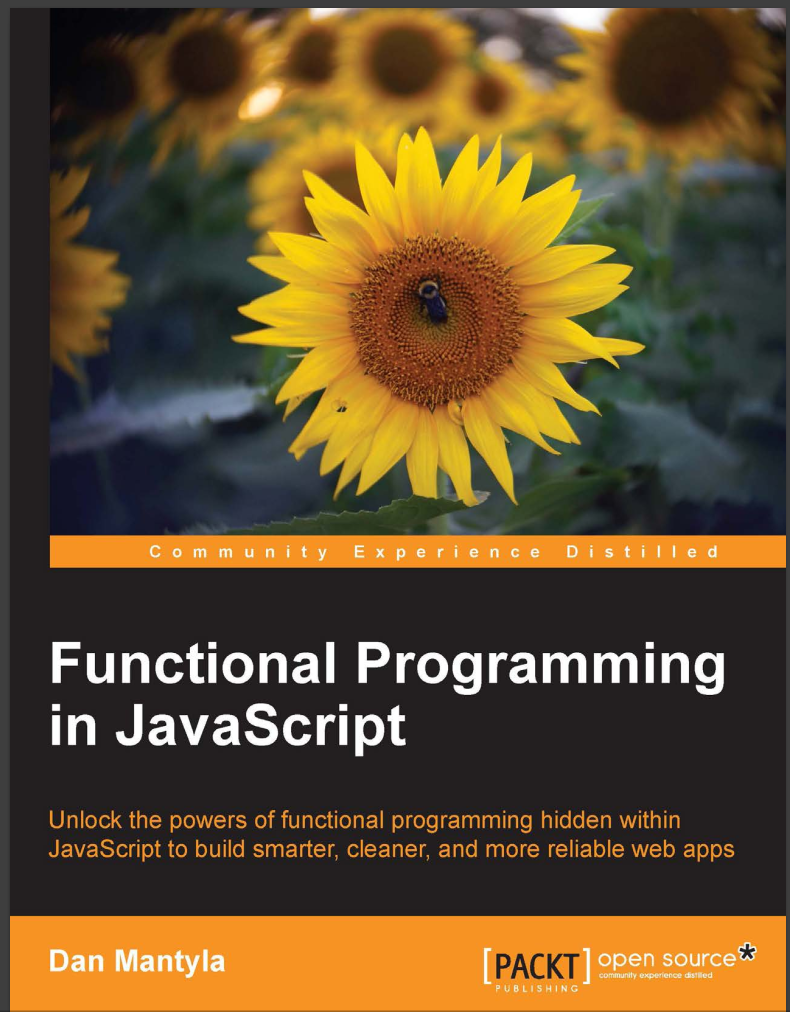 Community Experience Distilled
Functional Programming
in JavaScript
Unlock the powers of functional programming hidden within
JavaScript to build smarter, cleaner, and more reliable web apps
Dan Mantyla
[PACKT] open source*
PUBLISHING community experience distilled